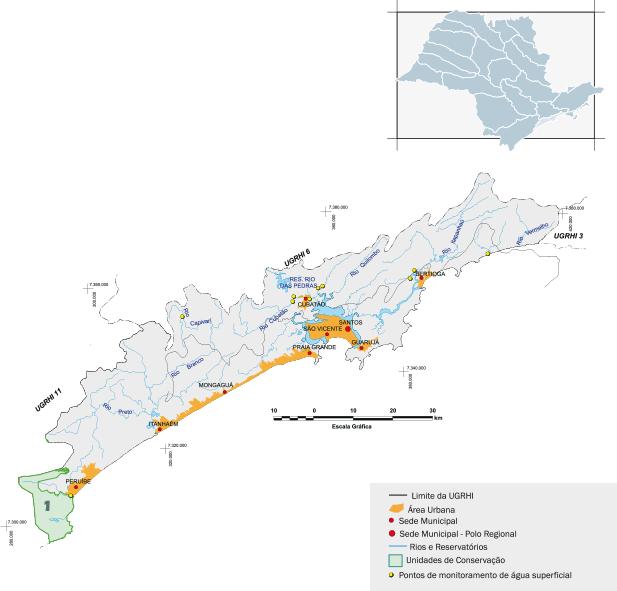 7.380,000
380,000
7.380,000
420,000
Rio Vermelho
UGRHI 3
Rio Itapanhaú
UGRHI 6
Rio Quilombo
BERTIOGA
RES. RIO
DAS PEDRAS
7.360,000
300,000
CUBATÃO
Rio Capivari
Rio Cubatão
SANTOS
SÃO VICENTE
GUARUJÁ
PRAIA GRANDE
Rio Branco
7.340,000
360,000
MONGAGUÁ
UGRHI 11
Rio Preto
10 0 10 20 30
km
Escala Gráfica
ITANHAÉM
7.320,000
320,000
PERUÍBE
1
7.300,000
280,000
Limite da UGRHI
Área Urbana
Sede Municipal
Sede Municipal - Polo Regional
Rios e Reservatórios
Unidades de Conservação
Pontos de monitoramento de água superficial